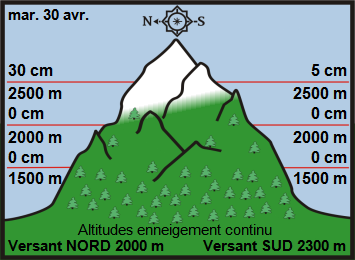 mar. 30 avr.
N S
30 cm 5 cm
2500 m 2500 m
0 cm 0 cm
2000 m 2000 m
0 cm 0 cm
1500 m 1500 m
Altitudes enneigement continu
Versant NORD 2000 m Versant SUD 2300 m